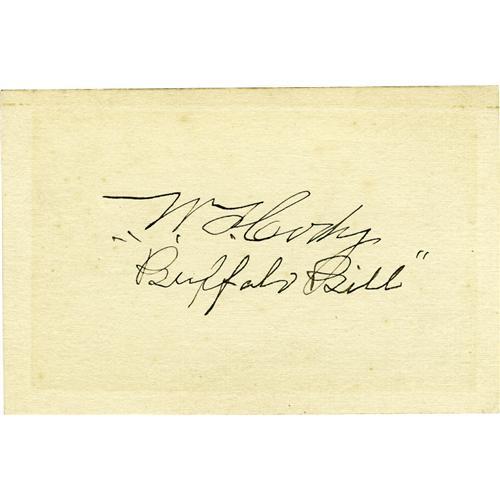 W. F. Cody
"Buffalo Bill"